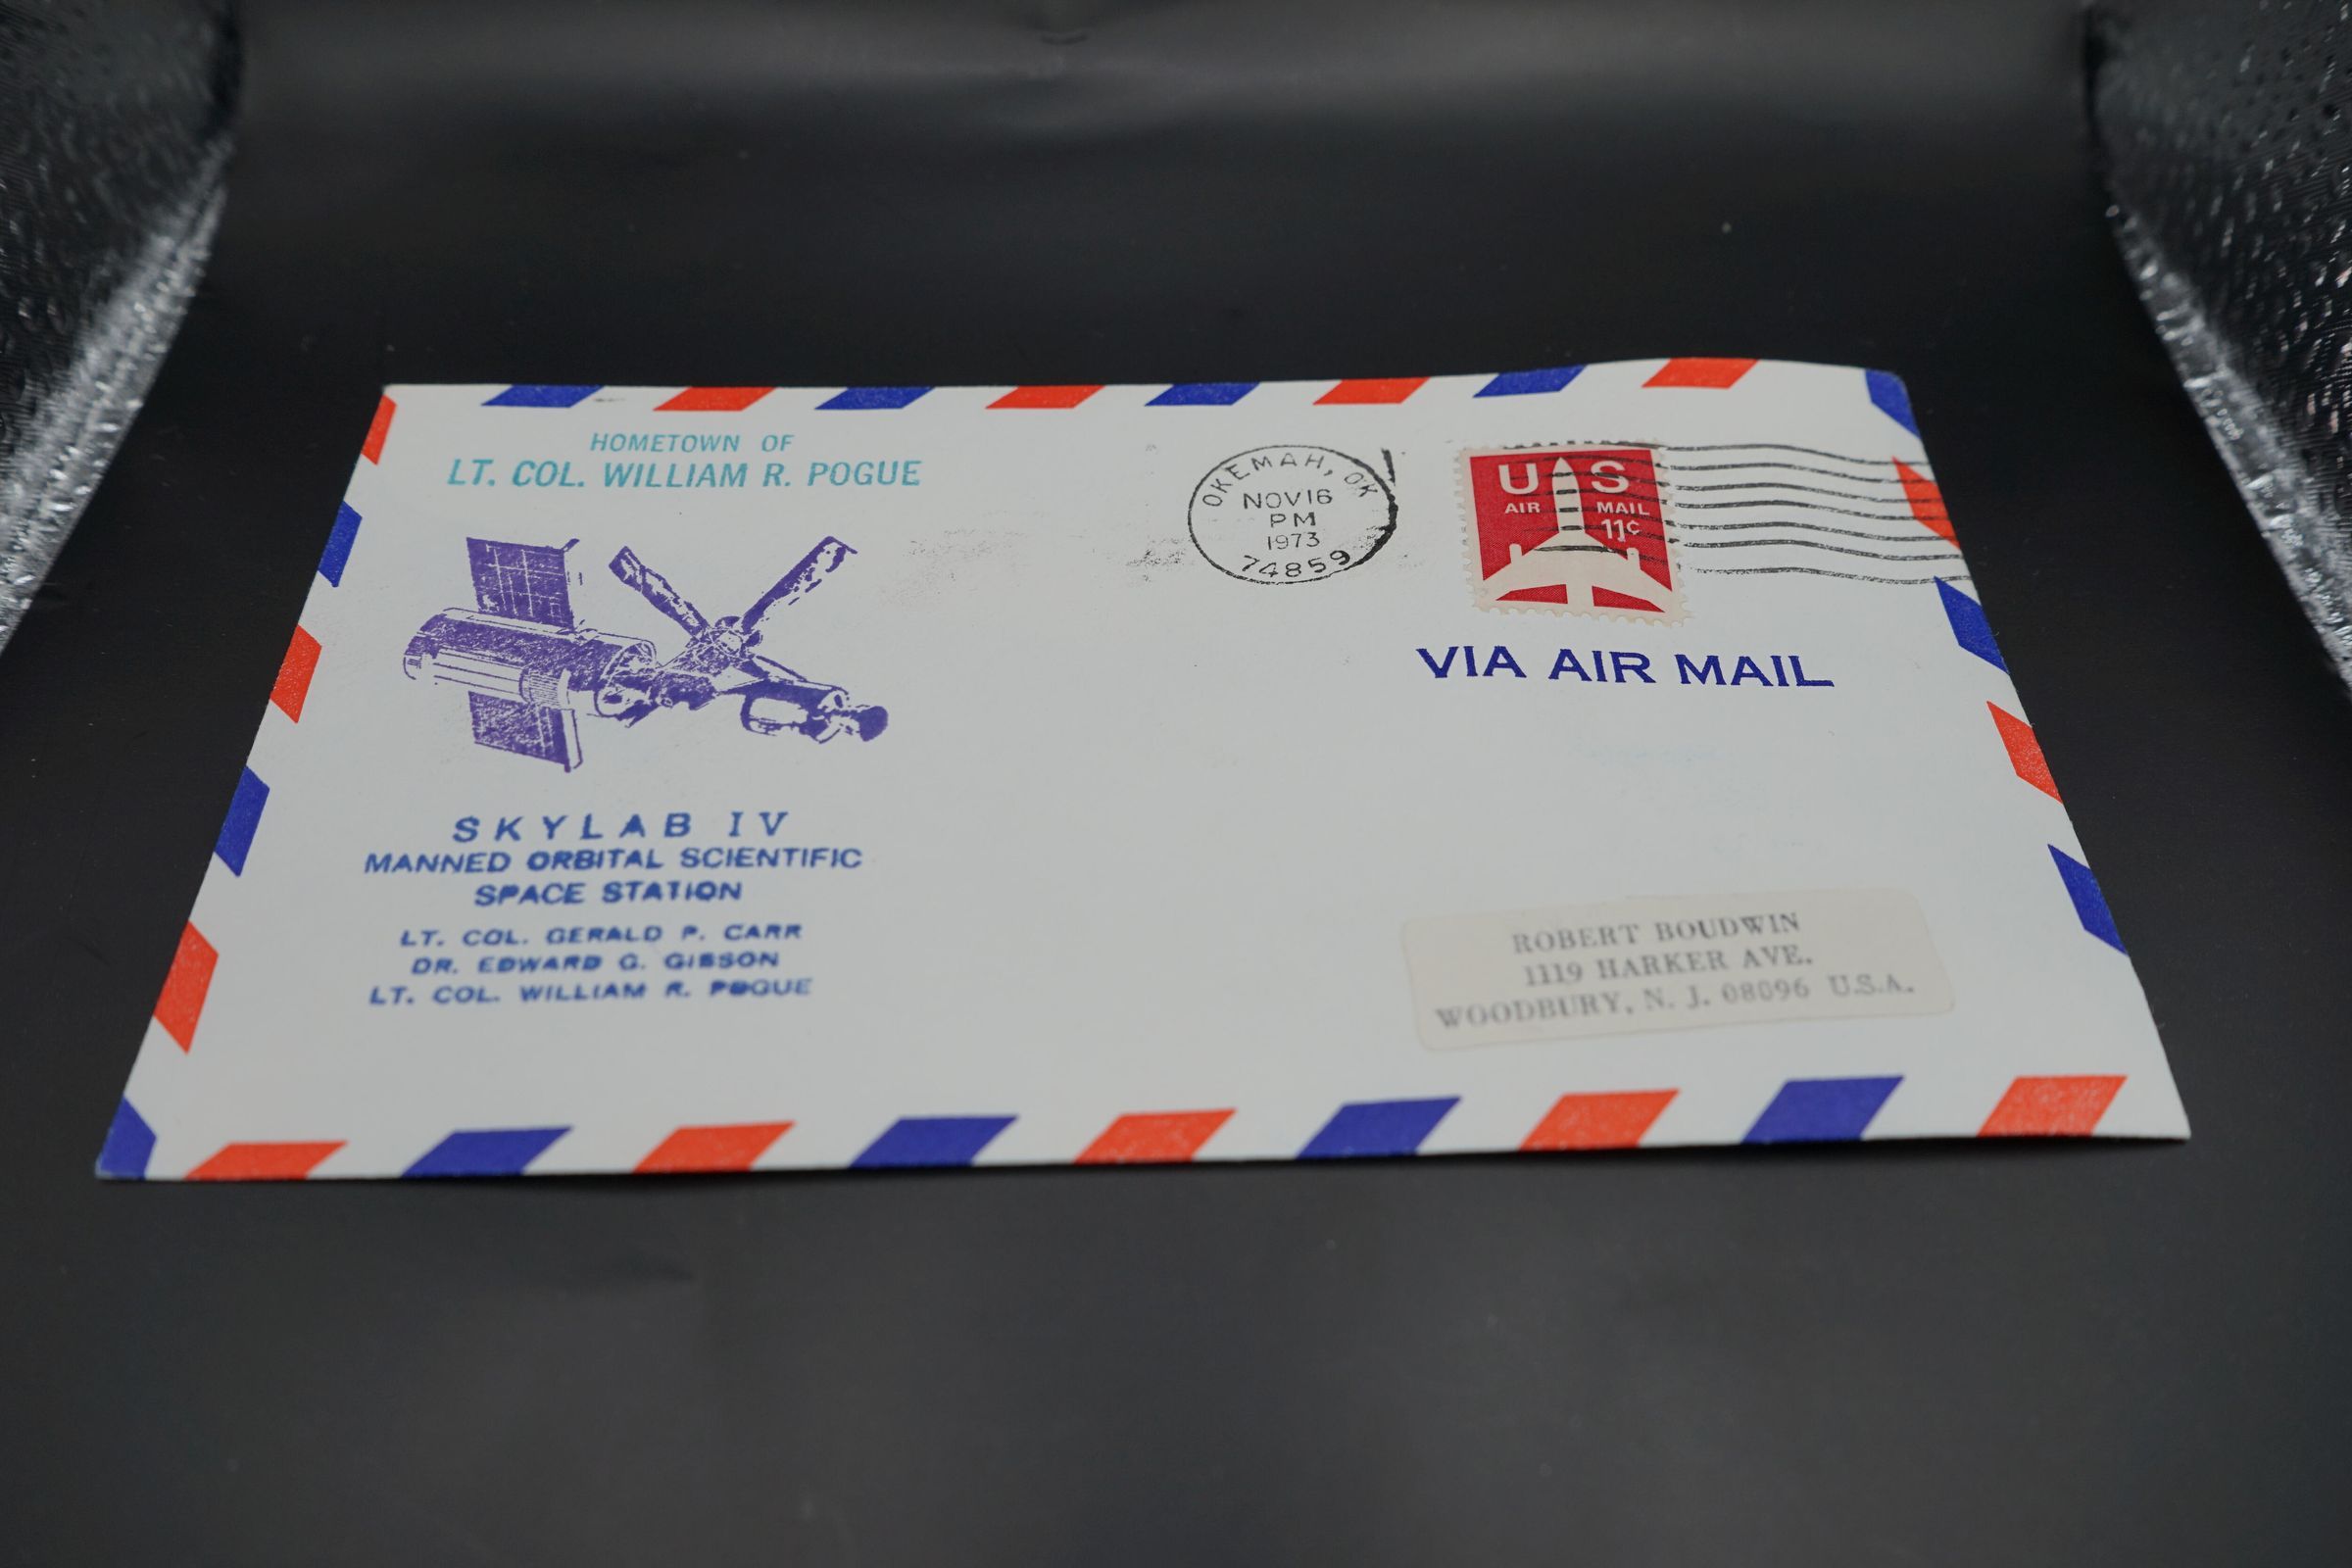 HOMETOWN OF
LT. COL. WILLIAM R. POGUE
OKEMAH, OK
NOV 16
PM
1973
74859
US
AIR MAIL
11¢
VIA AIR MAIL
SKYLAB IV
MANNED ORBITAL SCIENTIFIC
SPACE STATION
LT. COL. GERALD P. CARR
DR. EDWARD G. GIBSON
LT. COL. WILLIAM R. POGUE
ROBERT BOUDWIN
1119 HARKER AVE.
WOODBURY, N. J. 08096 U.S.A.